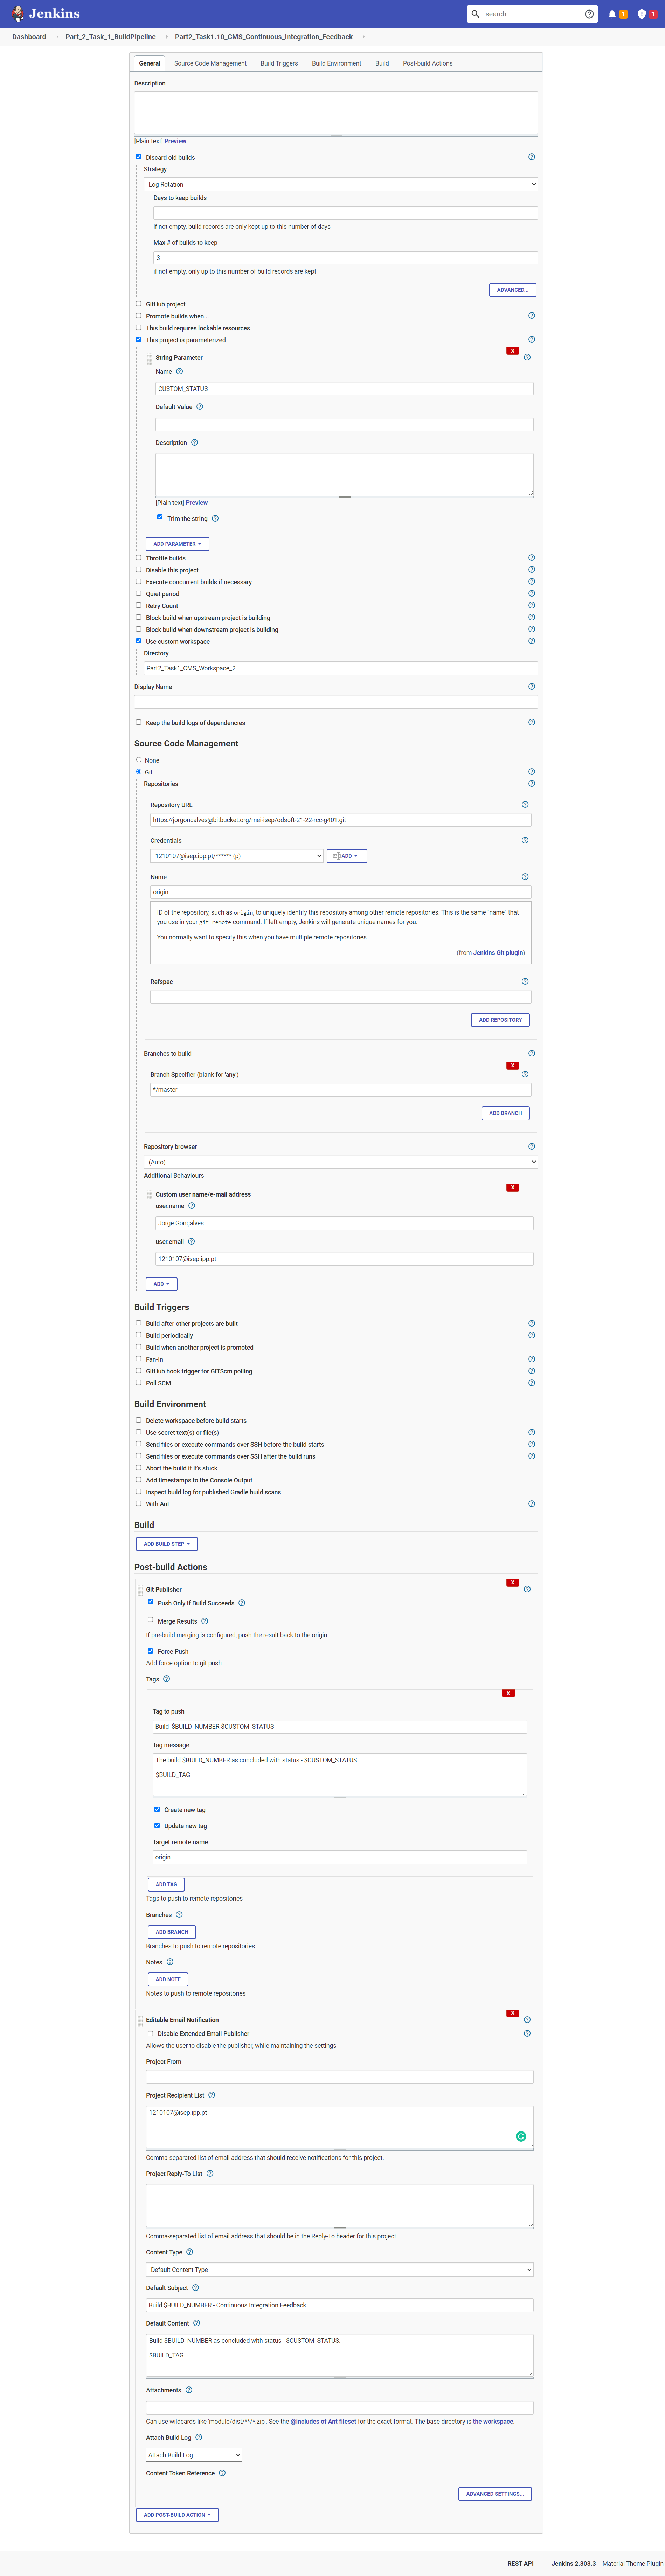 Jenkins
search
1
1
Dashboard
Part_2_Task_1_BuildPipeline
Part2_Task1.10_CMS_Continuous_Integration_Feedback
General
Source Code Management
Build Triggers
Build Environment
Build
Post-build Actions
Description
[Plain text] Preview
Discard old builds
Strategy
Log Rotation
Days to keep builds
if not empty, build records are only kept up to this number of days
Max # of builds to keep
3
if not empty, only up to this number of build records are kept
ADVANCED...
GitHub project
Promote builds when...
This build requires lockable resources
This project is parameterized
X
String Parameter
Name
CUSTOM_STATUS
Default Value
Description
[Plain text] Preview
Trim the string
ADD PARAMETER
Throttle builds
Disable this project
Execute concurrent builds if necessary
Quiet period
Retry Count
Block build when upstream project is building
Block build when downstream project is building
Use custom workspace
Directory
Part2_Task1_CMS_Workspace_2
Display Name
Keep the build logs of dependencies
Source Code Management
None
Git
Repositories
Repository URL
https://jorgoncalves@bitbucket.org/mei-isep/odsoft-21-22-rcc-g401.git
Credentials
1210107@isep.ipp.pt/****** (p)
ADD
Name
origin
ID of the repository, such as origin, to uniquely identify this repository among other remote repositories. This is the same "name" that
you use in your git remote command. If left empty, Jenkins will generate unique names for you.
You normally want to specify this when you have multiple remote repositories.
(from Jenkins Git plugin)
Refspec
ADD REPOSITORY
Branches to build
X
Branch Specifier (blank for 'any')
*/master
ADD BRANCH
Repository browser
(Auto)
Additional Behaviours
X
Custom user name/e-mail address
user.name
Jorge Gonçalves
user.email
1210107@isep.ipp.pt
ADD
Build Triggers
Build after other projects are built
Build periodically
Build when another project is promoted
Fan-In
GitHub hook trigger for GITScm polling
Poll SCM
Build Environment
Delete workspace before build starts
Use secret text(s) or file(s)
Send files or execute commands over SSH before the build starts
Send files or execute commands over SSH after the build runs
Abort the build if it's stuck
Add timestamps to the Console Output
Inspect build log for published Gradle build scans
With Ant
Build
ADD BUILD STEP
Post-build Actions
X
Git Publisher
Push Only If Build Succeeds
Merge Results
If pre-build merging is configured, push the result back to the origin
Force Push
Add force option to git push
Tags
X
Tag to push
Build_$BUILD_NUMBER-$CUSTOM_STATUS
Tag message
The build $BUILD_NUMBER as concluded with status - $CUSTOM_STATUS.
$BUILD_TAG
Create new tag
Update new tag
Target remote name
origin
ADD TAG
Tags to push to remote repositories
Branches
ADD BRANCH
Branches to push to remote repositories
Notes
ADD NOTE
Notes to push to remote repositories
X
Editable Email Notification
Disable Extended Email Publisher
Allows the user to disable the publisher, while maintaining the settings
Project From
Project Recipient List
1210107@isep.ipp.pt
Comma-separated list of email address that should receive notifications for this project.
Project Reply-To List
Comma-separated list of email address that should be in the Reply-To header for this project.
Content Type
Default Content Type
Default Subject
Build $BUILD_NUMBER - Continuous Integration Feedback
Default Content
Build $BUILD_NUMBER as concluded with status - $CUSTOM_STATUS.
$BUILD_TAG
Attachments
Can use wildcards like 'module/dist/**/*.zip'. See the @includes of Ant fileset for the exact format. The base directory is the workspace.
Attach Build Log
Attach Build Log
Content Token Reference
ADVANCED SETTINGS...
ADD POST-BUILD ACTION
REST API
Jenkins 2.303.3
Material Theme Plugin